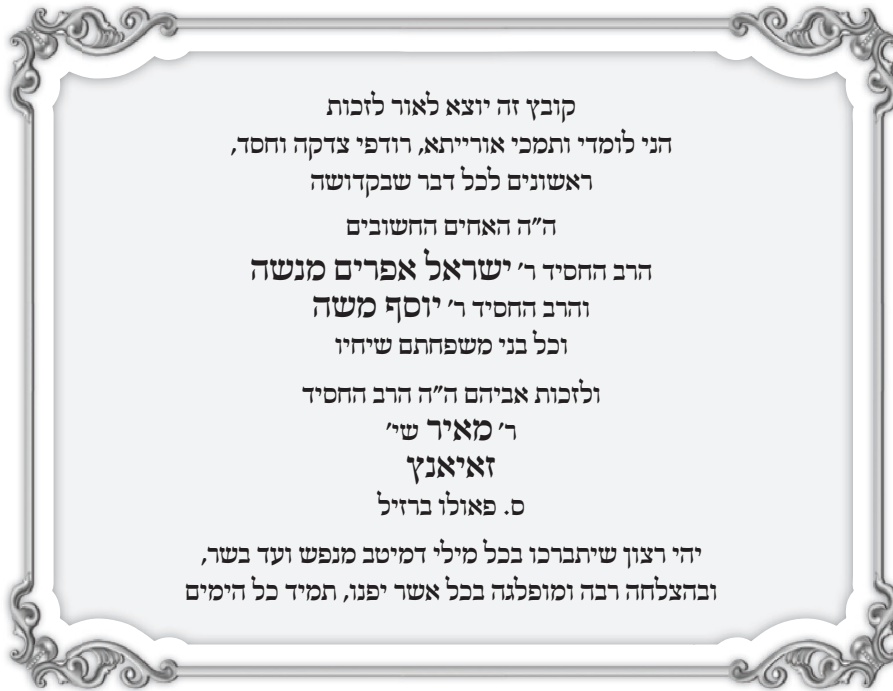 קובץ זה יוצא לאור לזכות
הני לומדי ותמכי אורייתא, רודפי צדקה וחסד,
ראשונים לכל דבר שבקדושה
ה״ה האחים החשובים
הרב החסיד ר׳ ישראל אפרים מנשה
והרב החסיד ר׳ יוסף משה
וכל בני משפחתם שיחיו
ולזכות אביהם ה״ה הרב החסיד
ר׳ מאיר שי׳
זאיאנץ
ס. פאולו ברזיל
יהי רצון שיתברכו בכל מילי דמיטב מנפש ועד בשר,
ובהצלחה רבה ומופלגה בכל אשר יפנו, תמיד כל הימים